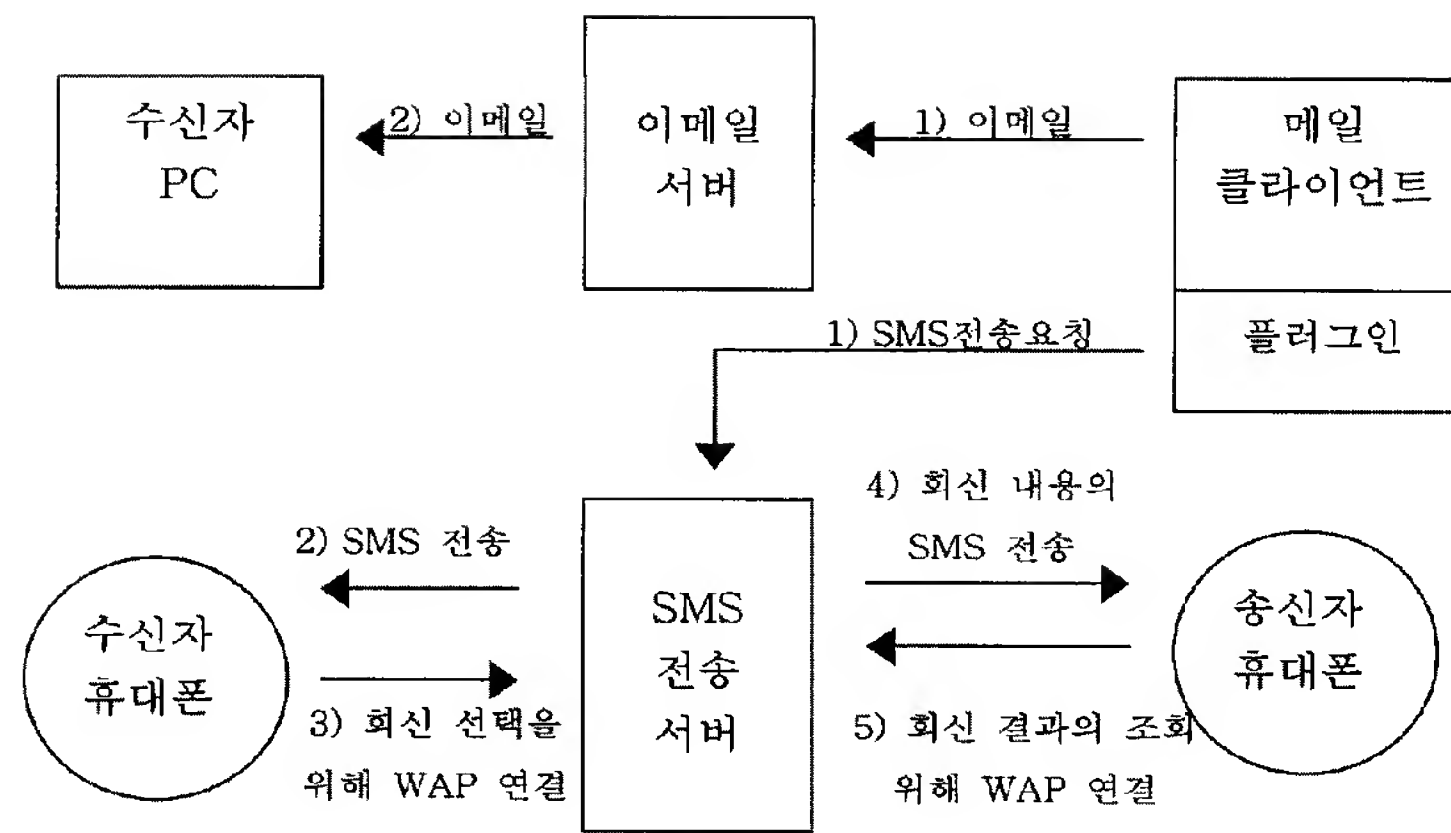 수신자
PC
2) 이메일
이메일
서버
1) 이메일
메일
클라이언트
플러그인
1) SMS전송요청
2) SMS 전송
수신자
휴대폰
3) 회신 선택을
위해 WAP 연결
SMS
전송
서버
4) 회신 내용의
SMS 전송
5) 회신 결과의 조회
위해 WAP 연결
송신자
휴대폰